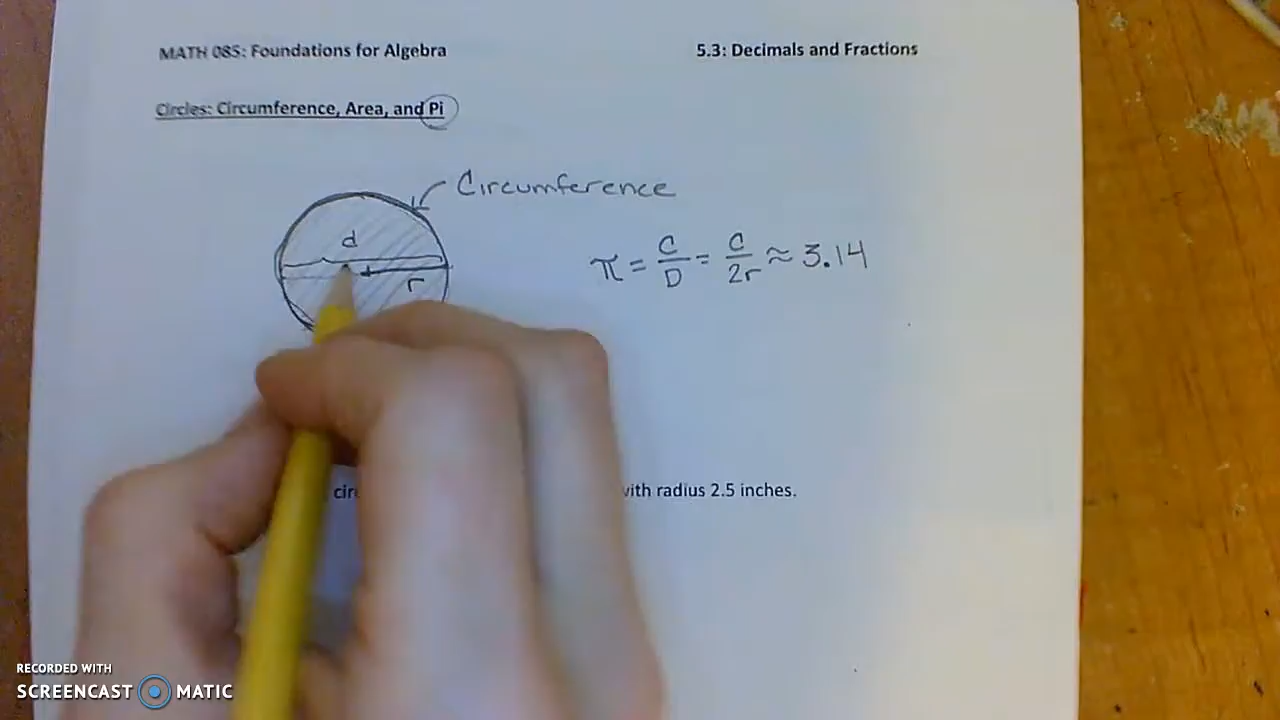 MATH 085: Foundations for Algebra
5.3: Decimals and Fractions
Circles: Circumference, Area, and Pi
Circumference
d
r
π = C/D = C/2r ≈ 3.14
with radius 2.5 inches.
RECORDED WITH
SCREENCAST MATIC